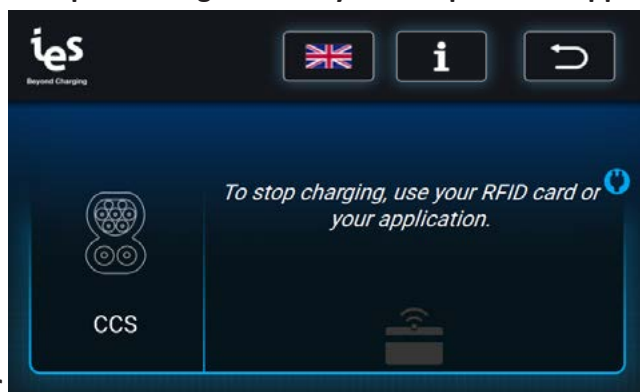 ies
Beyond Charging
i
To stop charging, use your RFID card or
your application.
CCS